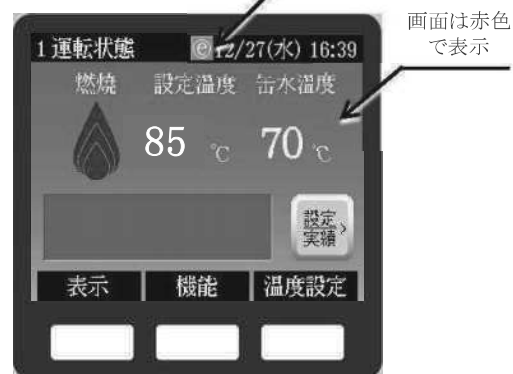 画面は赤色
で表示
1 運転状態 ⓔ 12/27(水) 16:39
燃焼 設定温度 缶水温度
85 ℃ 70 ℃
設定
実績 >
表示 機能 温度設定